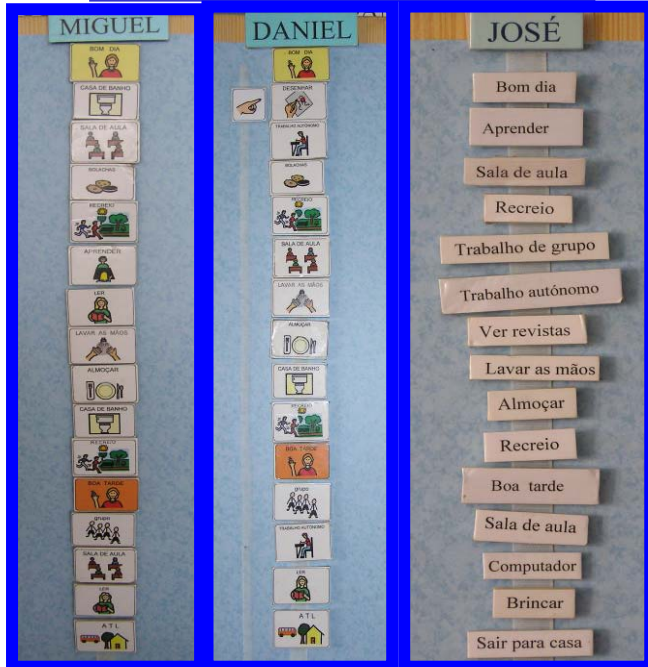 MIGUEL
BOM DIA
CASA DE BANHO
SALA DE AULA
BOLACHAS
RECREIO
APRENDER
LER
LAVAR AS MÃOS
ALMOÇAR
CASA DE BANHO
RECREIO
BOA TARDE
grupo
SALA DE AULA
LER
A T L
DANIEL
BOM DIA
DESENHAR
TRABALHO AUTÓNOMO
BOLACHAS
RECREIO
SALA DE AULA
LAVAR AS MÃOS
ALMOÇAR
CASA DE BANHO
RECREIO
BOA TARDE
grupo
TRABALHO AUTÓNOMO
LER
A T L
JOSÉ
Bom dia
Aprender
Sala de aula
Recreio
Trabalho de grupo
Trabalho autónomo
Ver revistas
Lavar as mãos
Almoçar
Recreio
Boa tarde
Sala de aula
Computador
Brincar
Sair para casa